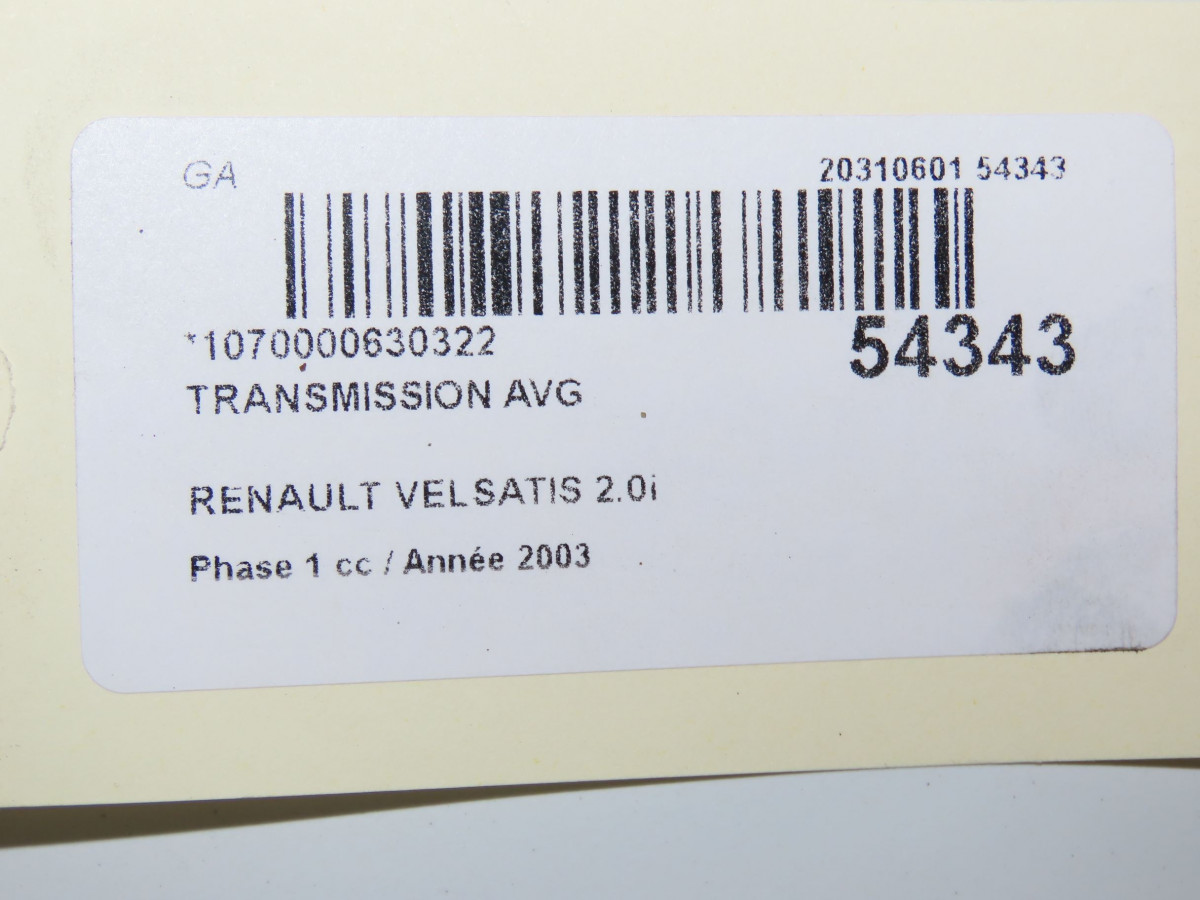 GA 20310601 54343
*1070000630322 54343
TRANSMISSION AVG
RENAULT VELSATIS 2.0i
Phase 1 cc / Année 2003